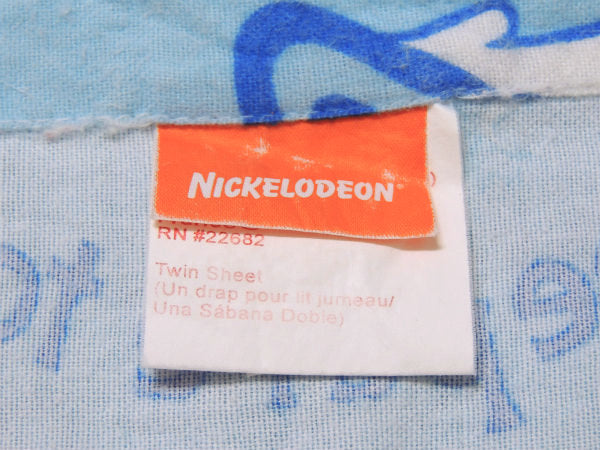 NICKELODEON
RN #22682
Twin Sheet
(Un drap pour lit jumeau/
Una Sábana Doble)